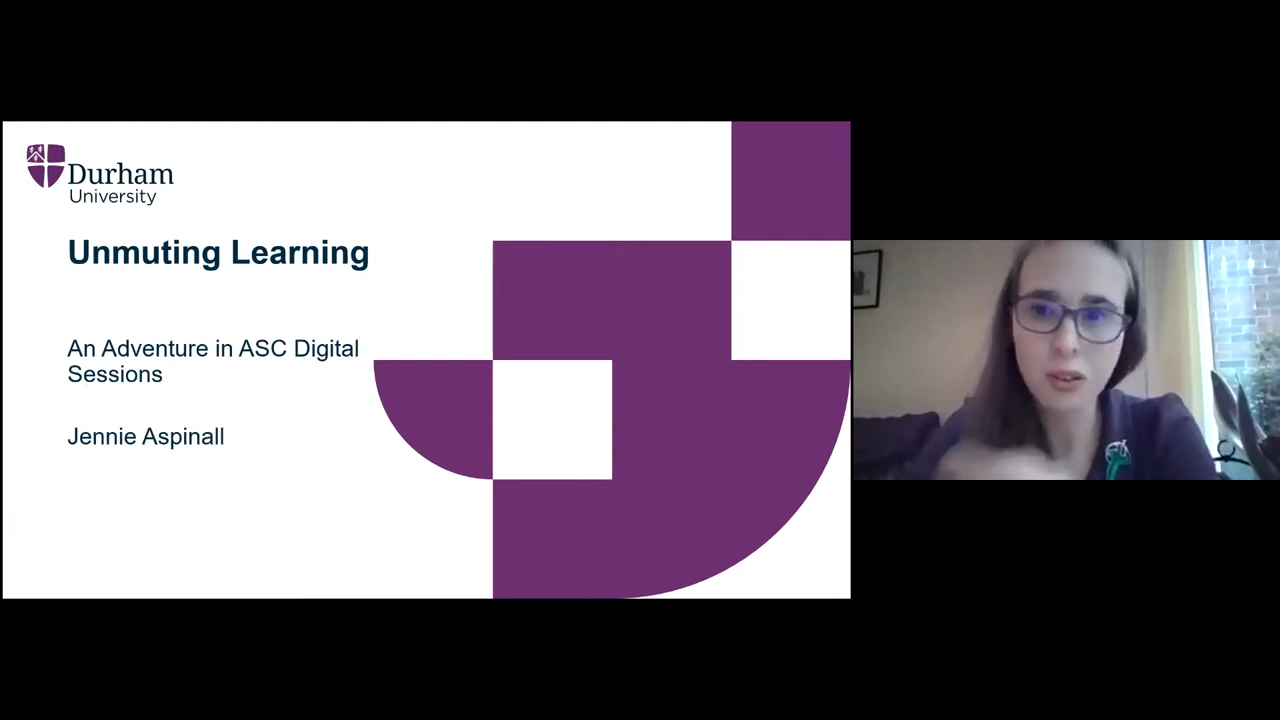 Durham
University
Unmuting Learning
An Adventure in ASC Digital
Sessions
Jennie Aspinall